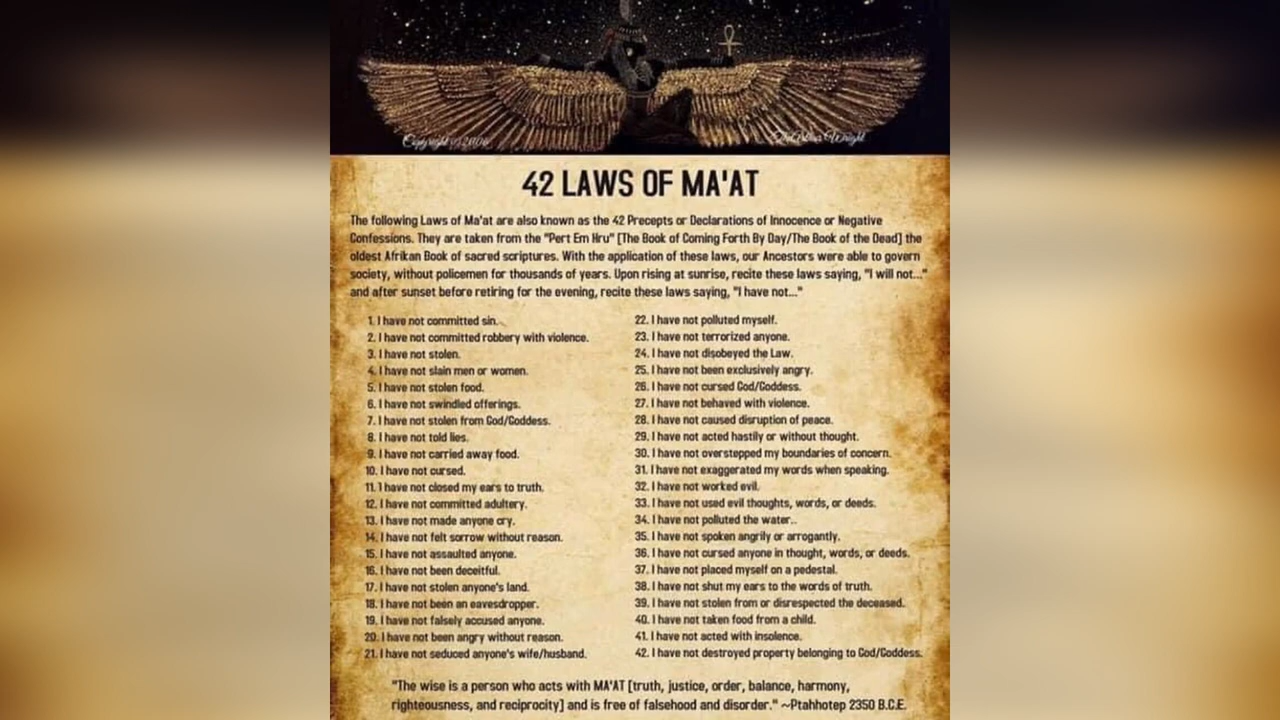 Copyright (c) 2006
Wright
42 LAWS OF MA'AT
The following Laws of Ma'at are also known as the 42 Precepts or Declarations of Innocence or Negative
Confessions. They are taken from the "Pert Em Hru" [The Book of Coming Forth By Day/The Book of the Dead] the
oldest Afrikan Book of sacred scriptures. With the application of these laws, our Ancestors were able to govern
society, without policemen for thousands of years. Upon rising at sunrise, recite these laws saying, "I will not..."
and after sunset before retiring for the evening, recite these laws saying, "I have not..."
1. I have not committed sin.
2. I have not committed robbery with violence.
3. I have not stolen.
4. I have not slain men or women.
5. I have not stolen food.
6. I have not swindled offerings.
7. I have not stolen from God/Goddess.
8. I have not told lies.
9. I have not carried away food.
10. I have not cursed.
11. I have not closed my ears to truth.
12. I have not committed adultery.
13. I have not made anyone cry.
14. I have not felt sorrow without reason.
15. I have not assaulted anyone.
16. I have not been deceitful.
17. I have not stolen anyone's land.
18. I have not been an eavesdropper.
19. I have not falsely accused anyone.
20. I have not been angry without reason.
21. I have not seduced anyone's wife/husband.
22. I have not polluted myself.
23. I have not terrorized anyone.
24. I have not disobeyed the Law.
25. I have not been exclusively angry.
26. I have not cursed God/Goddess.
27. I have not behaved with violence.
28. I have not caused disruption of peace.
29. I have not acted hastily or without thought.
30. I have not overstepped my boundaries of concern.
31. I have not exaggerated my words when speaking.
32. I have not worked evil.
33. I have not used evil thoughts, words, or deeds.
34. I have not polluted the water..
35. I have not spoken angrily or arrogantly.
36. I have not cursed anyone in thought, words, or deeds.
37. I have not placed myself on a pedestal.
38. I have not shut my ears to the words of truth.
39. I have not stolen from or disrespected the deceased.
40. I have not taken food from a child.
41. I have not acted with insolence.
42. I have not destroyed property belonging to God/Goddess.
"The wise is a person who acts with MA'AT [truth, justice, order, balance, harmony,
righteousness, and reciprocity] and is free of falsehood and disorder." ~Ptahhotep 2350 B.C.E.